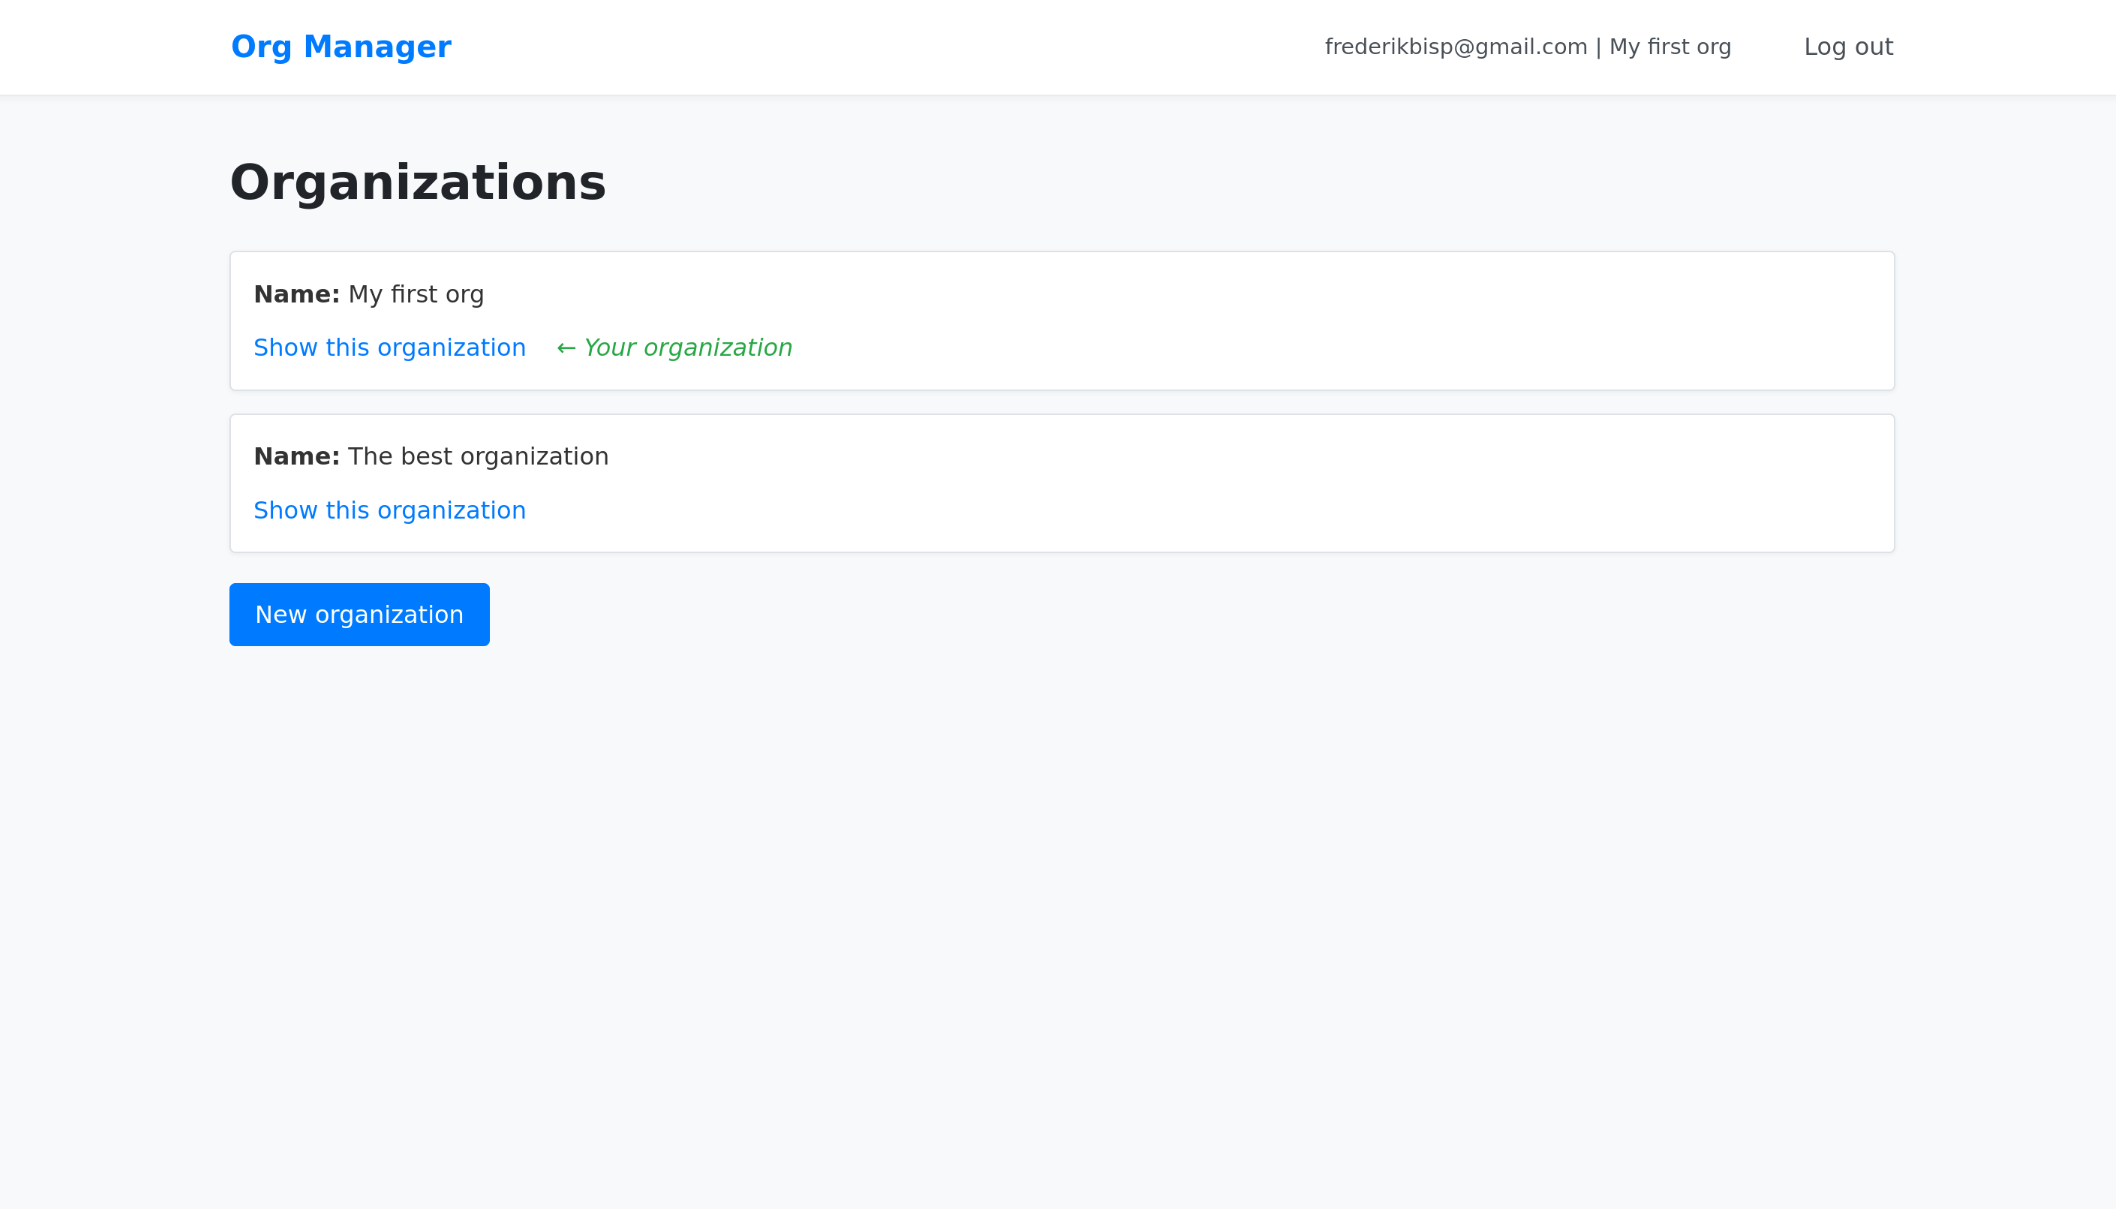 Org Manager
frederikbisp@gmail.com | My first org
Log out
Organizations
Name: My first org
Show this organization ← Your organization
Name: The best organization
Show this organization
New organization